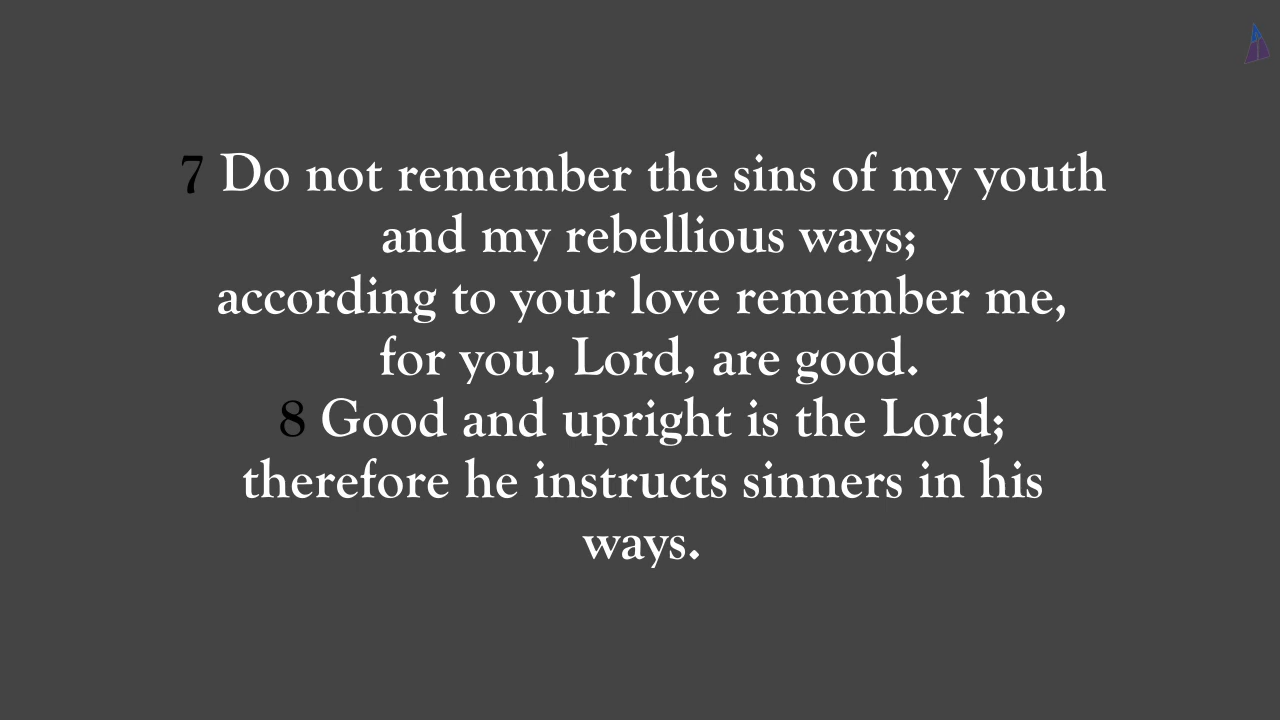 7 Do not remember the sins of my youth
and my rebellious ways;
according to your love remember me,
for you, Lord, are good.
8 Good and upright is the Lord;
therefore he instructs sinners in his
ways.